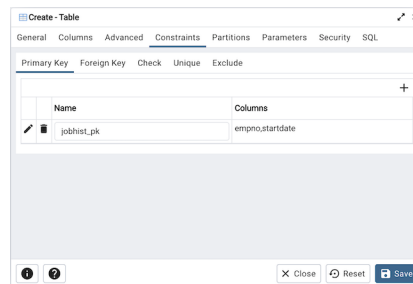 Create - Table
General Columns Advanced Constraints Partitions Parameters Security SQL
Primary Key Foreign Key Check Unique Exclude
Name Columns
jobhist_pk empno,startdate
Close Reset Save